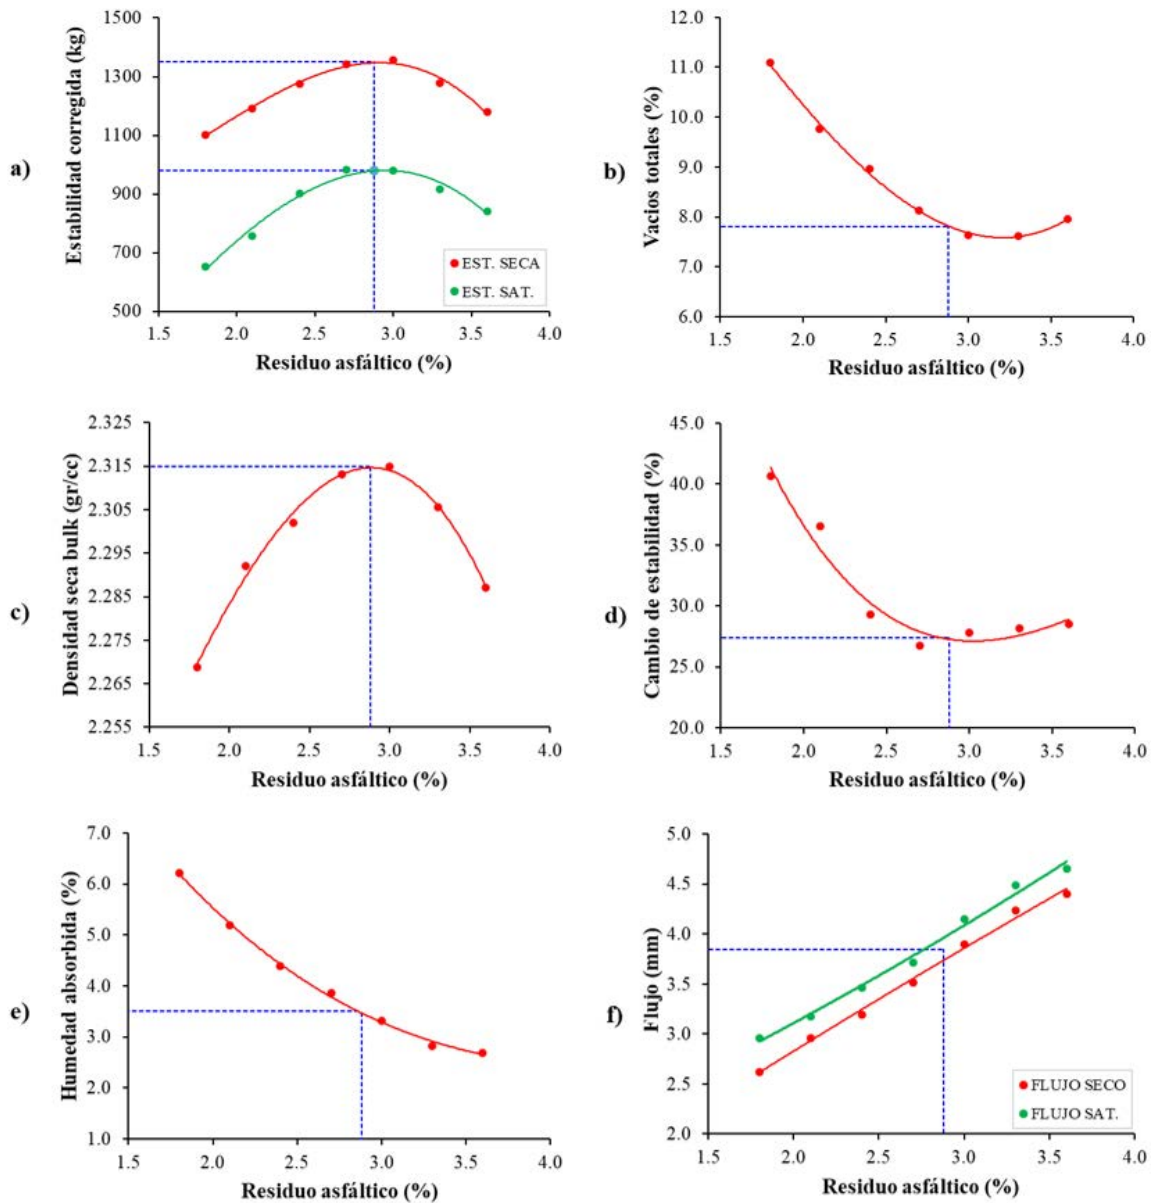 a)
Estabilidad corregida (kg)
1500
1300
1100
900
700
500
EST. SECA
EST. SAT.
1.5 2.0 2.5 3.0 3.5 4.0
Residuo asfáltico (%)
b)
Vacios totales (%)
12.0
11.0
10.0
9.0
8.0
7.0
6.0
1.5 2.0 2.5 3.0 3.5 4.0
Residuo asfáltico (%)
c)
Densidad seca bulk (gr/cc)
2.325
2.315
2.305
2.295
2.285
2.275
2.265
2.255
1.5 2.0 2.5 3.0 3.5 4.0
Residuo asfáltico (%)
d)
Cambio de estabilidad (%)
45.0
40.0
35.0
30.0
25.0
20.0
1.5 2.0 2.5 3.0 3.5 4.0
Residuo asfáltico (%)
e)
Humedad absorbida (%)
7.0
6.0
5.0
4.0
3.0
2.0
1.0
1.5 2.0 2.5 3.0 3.5 4.0
Residuo asfáltico (%)
f)
Flujo (mm)
5.0
4.5
4.0
3.5
3.0
2.5
2.0
FLUJO SECO
FLUJO SAT.
1.5 2.0 2.5 3.0 3.5 4.0
Residuo asfáltico (%)